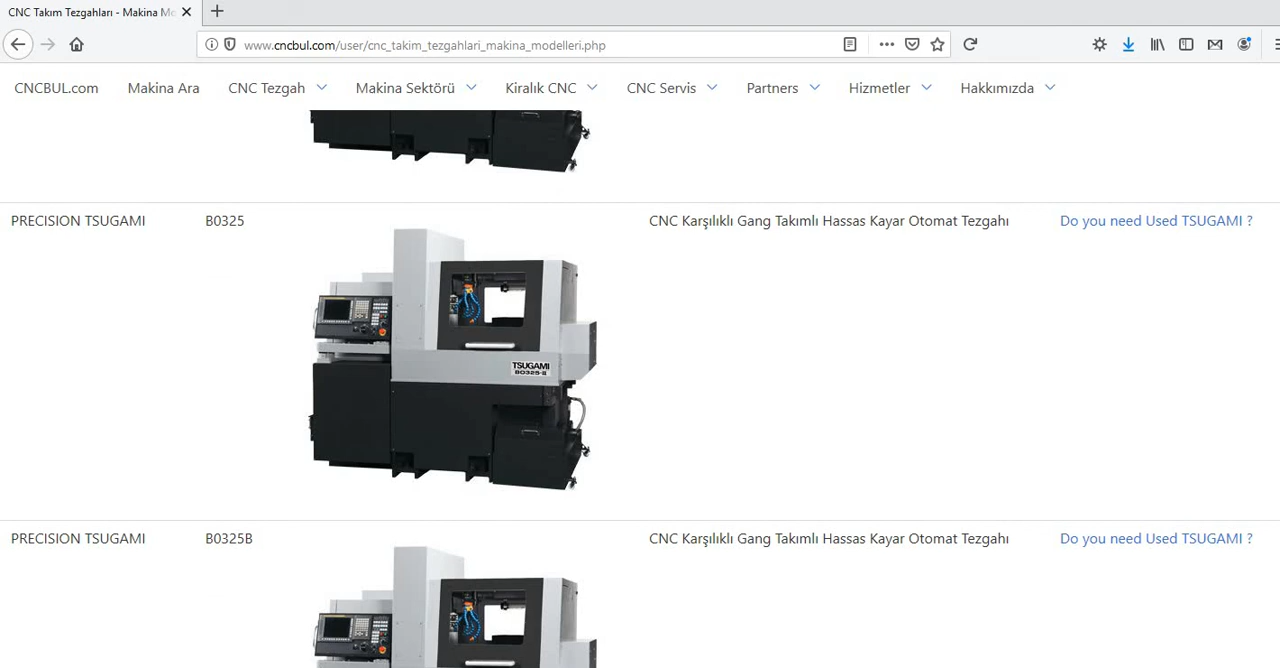 CNC Takım Tezgahları - Makina Mo
www.cncbul.com/user/cnc_takim_tezgahlari_makina_modelleri.php
CNCBUL.com Makina Ara CNC Tezgah Makina Sektörü Kiralık CNC CNC Servis Partners Hizmetler Hakkımızda
PRECISION TSUGAMI B0325 CNC Karşılıklı Gang Takımlı Hassas Kayar Otomat Tezgahı Do you need Used TSUGAMI ?
TSUGAMI
B0325-II
PRECISION TSUGAMI B0325B CNC Karşılıklı Gang Takımlı Hassas Kayar Otomat Tezgahı Do you need Used TSUGAMI ?